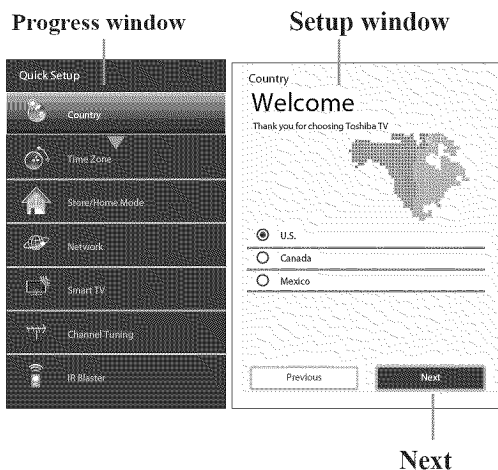 Progress window
Setup window
Quick Setup
Country
Time Zone
Store/Home Mode
Network
Smart TV
Channel Tuning
IR Blaster
Country
Welcome
Thank you for choosing Toshiba TV
U.S.
Canada
Mexico
Previous
Next
Next